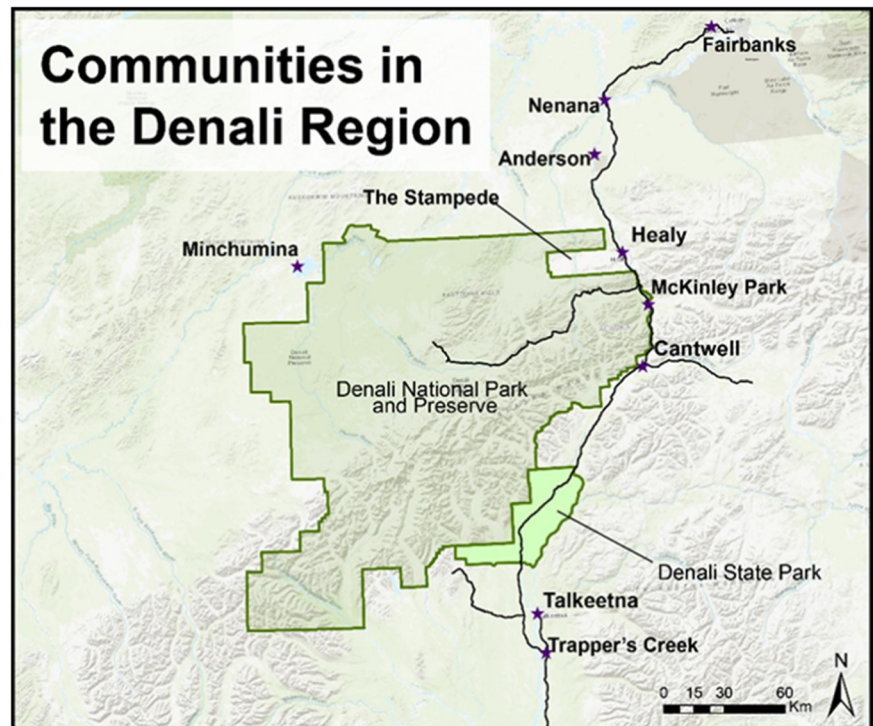 Communities in
the Denali Region
Fairbanks
Nenana
Anderson
The Stampede
Minchumina
Healy
McKinley Park
Cantwell
Denali National Park
and Preserve
Denali State Park
Talkeetna
Trapper's Creek
N
0 15 30 60
Km